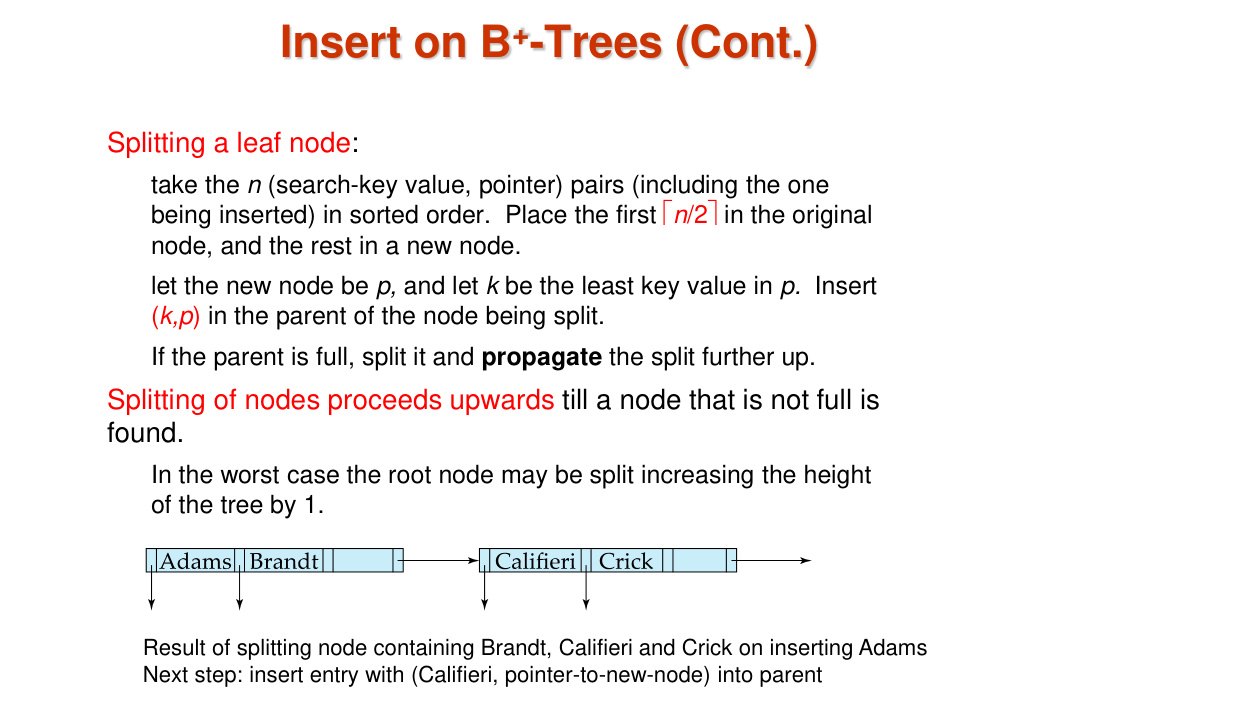 Insert on B+-Trees (Cont.)
Splitting a leaf node:
take the n (search-key value, pointer) pairs (including the one
being inserted) in sorted order. Place the first ⌈n/2⌉ in the original
node, and the rest in a new node.
let the new node be p, and let k be the least key value in p. Insert
(k,p) in the parent of the node being split.
If the parent is full, split it and propagate the split further up.
Splitting of nodes proceeds upwards till a node that is not full is
found.
In the worst case the root node may be split increasing the height
of the tree by 1.
Adams Brandt Califieri Crick
Result of splitting node containing Brandt, Califieri and Crick on inserting Adams
Next step: insert entry with (Califieri, pointer-to-new-node) into parent